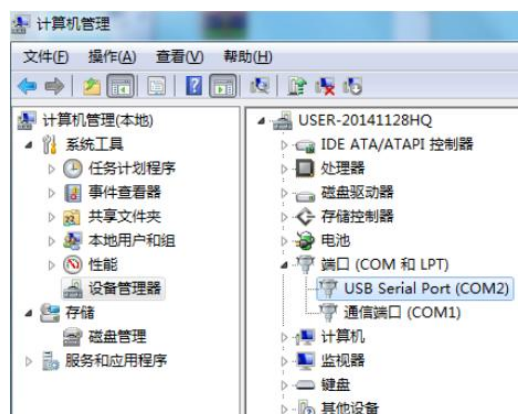 计算机管理
文件(F) 操作(A) 查看(V) 帮助(H)
计算机管理(本地)
系统工具
任务计划程序
事件查看器
共享文件夹
本地用户和组
性能
设备管理器
存储
磁盘管理
服务和应用程序
USER-20141128HQ
IDE ATA/ATAPI 控制器
处理器
磁盘驱动器
存储控制器
电池
端口 (COM 和 LPT)
USB Serial Port (COM2)
通信端口 (COM1)
计算机
监视器
键盘
其他设备